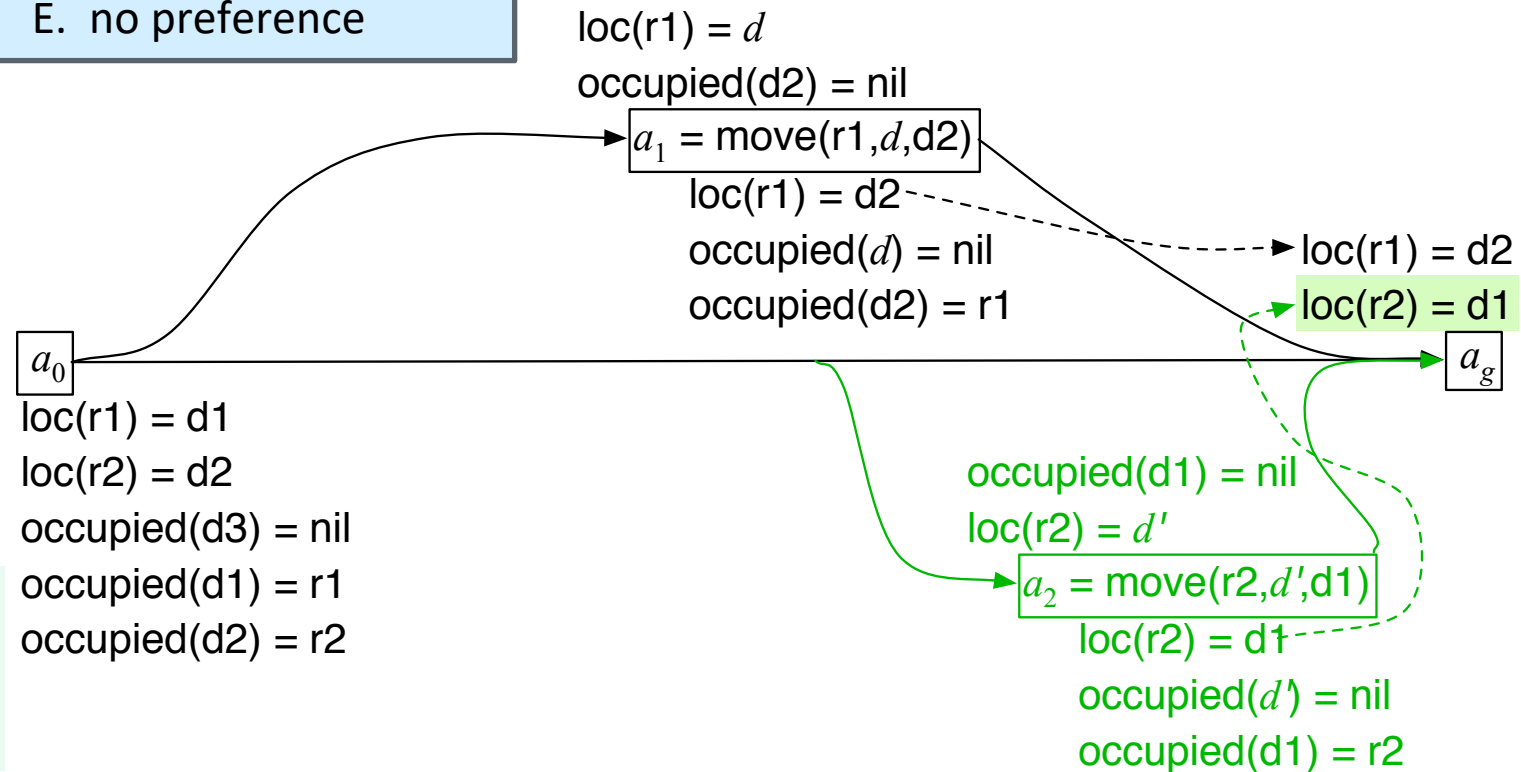 E. no preference
loc(r1) = d
occupied(d2) = nil
a₁ = move(r1,d,d2)
loc(r1) = d2
occupied(d) = nil
occupied(d2) = r1
loc(r1) = d2
loc(r2) = d1
a₀
a_g
loc(r1) = d1
loc(r2) = d2
occupied(d3) = nil
occupied(d1) = r1
occupied(d2) = r2
occupied(d1) = nil
loc(r2) = d′
a₂ = move(r2,d′,d1)
loc(r2) = d1
occupied(d′) = nil
occupied(d1) = r2